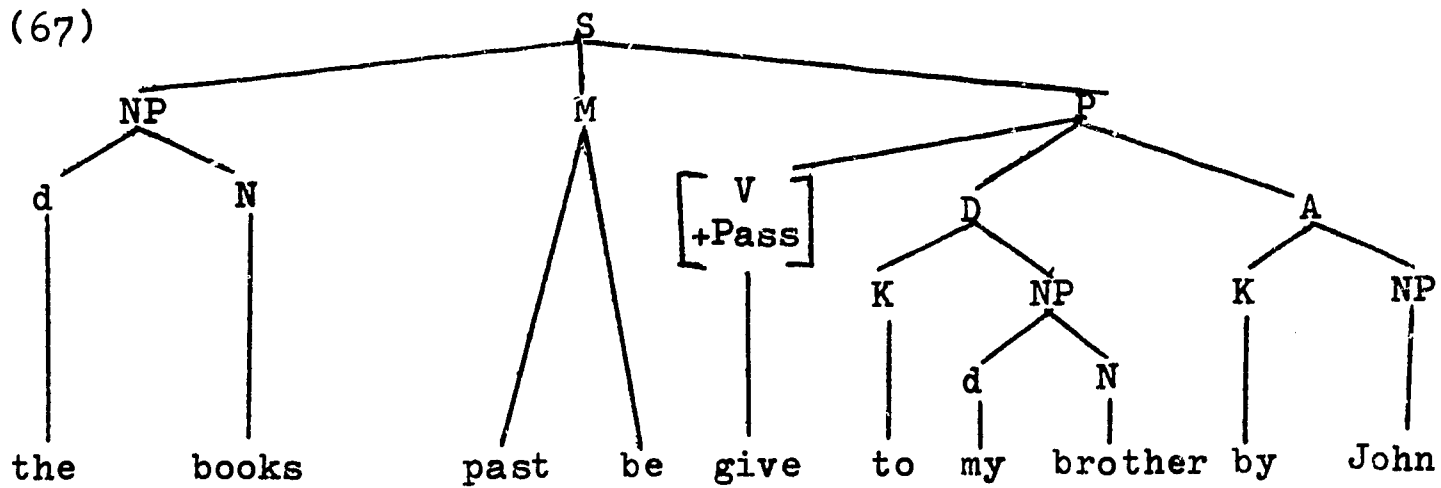 (67)
S
NP M P
d N V D A
+Pass
K NP K NP
d N
the books past be give to my brother by John